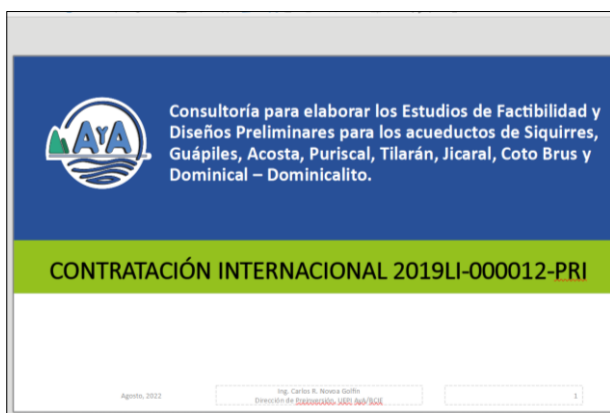 AyA
Consultoría para elaborar los Estudios de Factibilidad y
Diseños Preliminares para los acueductos de Siquirres,
Guápiles, Acosta, Puriscal, Tilarán, Jicaral, Coto Brus y
Dominical – Dominicalito.
CONTRATACIÓN INTERNACIONAL 2019LI-000012-PRI
Agosto, 2022
Ing. Carlos R. Novoa Golfín
Dirección de Preinversión, UEPI AyA/BCIE
1